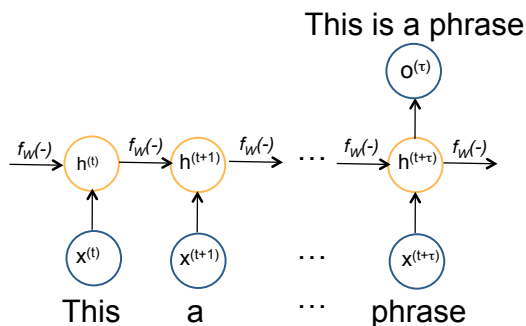 This is a phrase
o(τ)
fW(-) fW(-) fW(-) ... fW(-) fW(-)
h(t) h(t+1) h(t+τ)
x(t) x(t+1) ... x(t+τ)
This a ... phrase